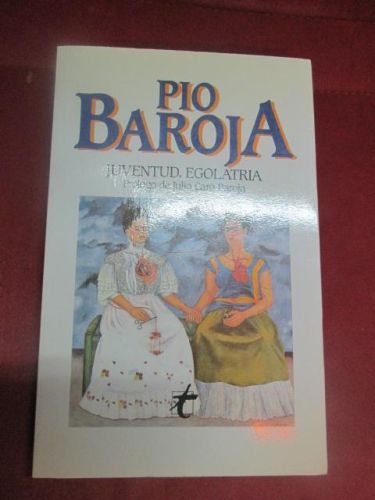 PIO
BAROJA
JUVENTUD. EGOLATRIA
Prólogo de Julio Caro Baroja
t